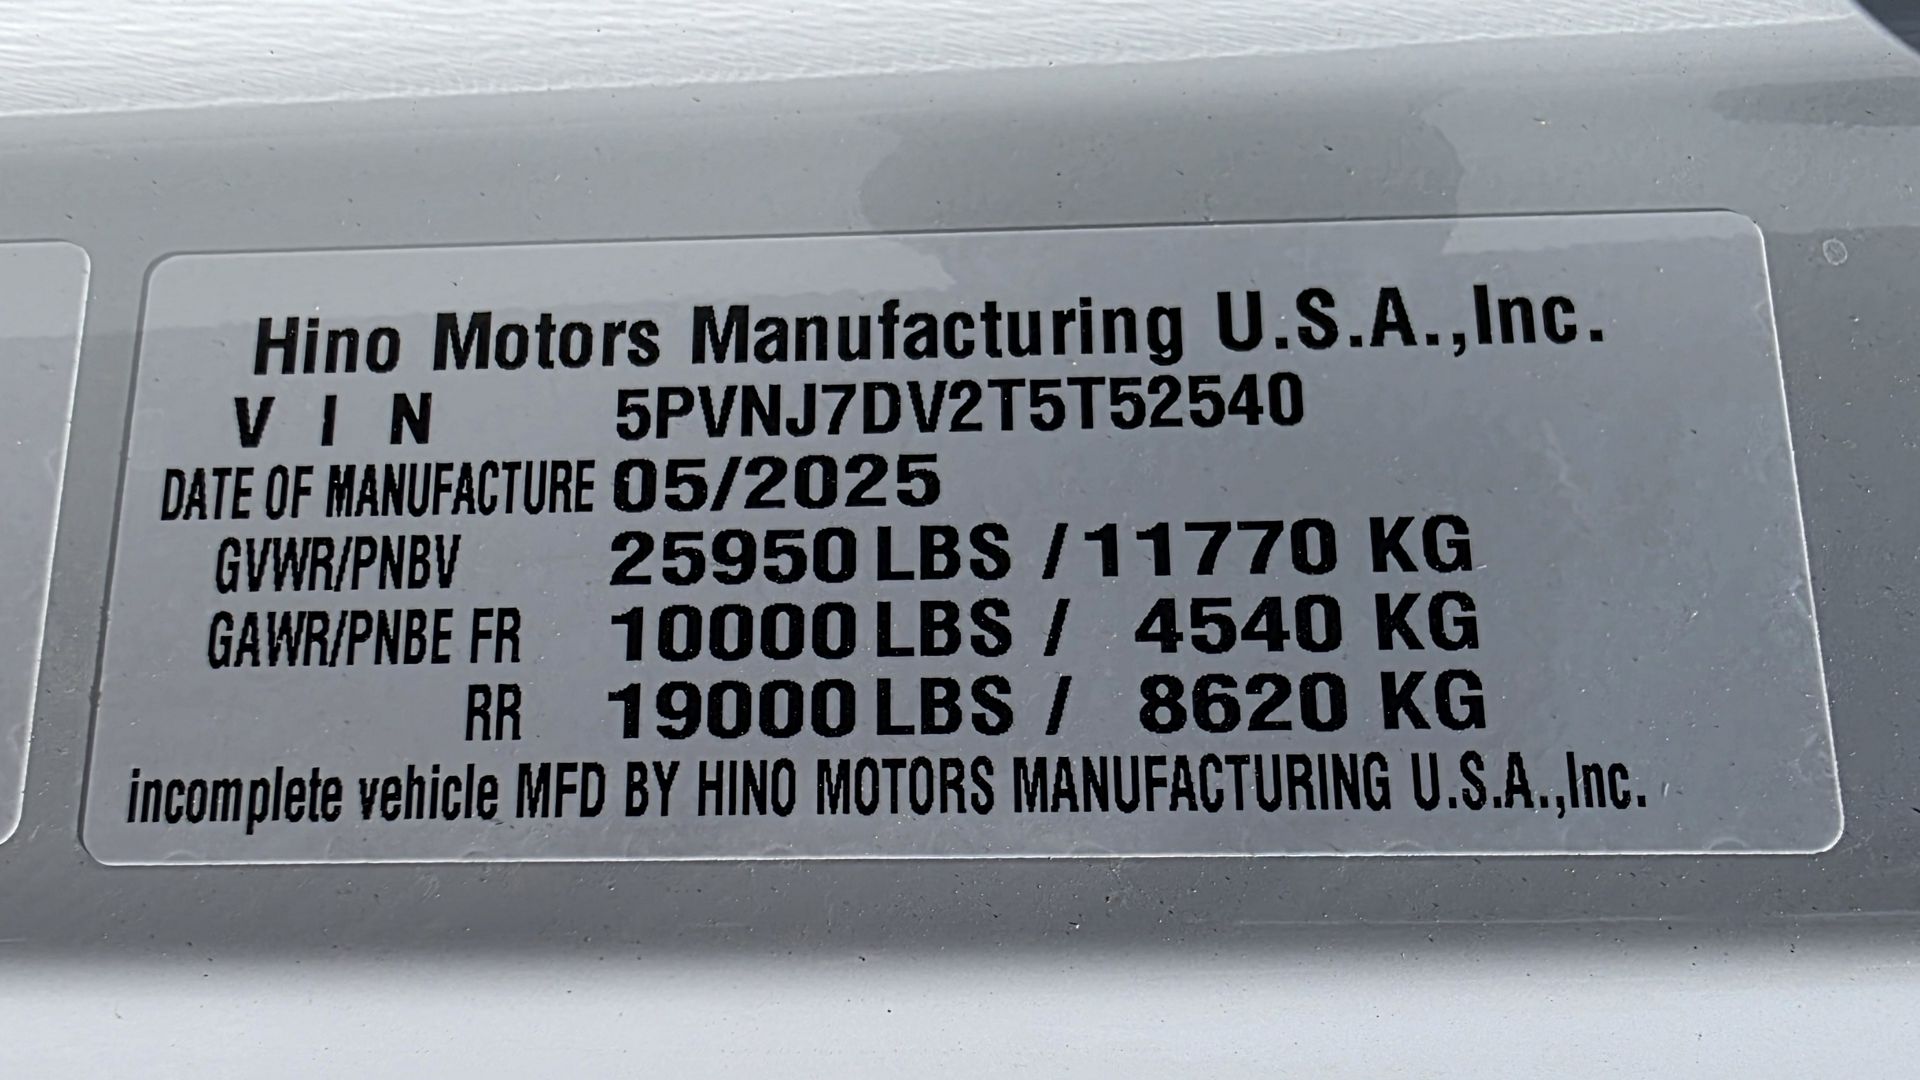 Hino Motors Manufacturing U.S.A.,Inc.
VIN 5PVNJ7DV2T5T52540
DATE OF MANUFACTURE 05/2025
GVWR/PNBV 25950 LBS / 11770 KG
GAWR/PNBE FR 10000 LBS / 4540 KG
RR 19000 LBS / 8620 KG
incomplete vehicle MFD BY HINO MOTORS MANUFACTURING U.S.A.,Inc.